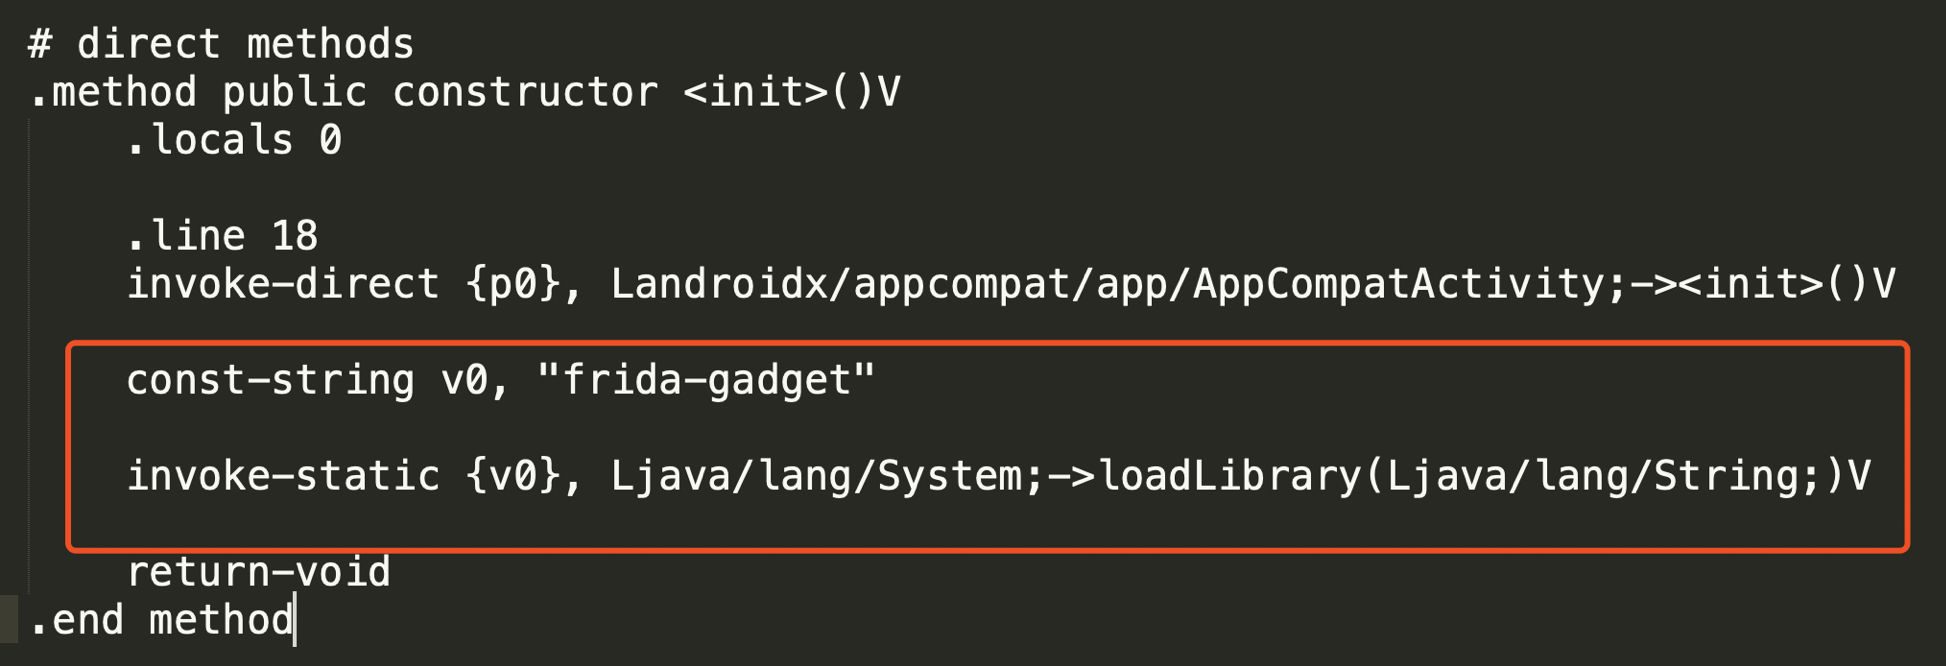 # direct methods
.method public constructor <init>()V
.locals 0
.line 18
invoke-direct {p0}, Landroidx/appcompat/app/AppCompatActivity;-><init>()V
const-string v0, "frida-gadget"
invoke-static {v0}, Ljava/lang/System;->loadLibrary(Ljava/lang/String;)V
return-void
.end method